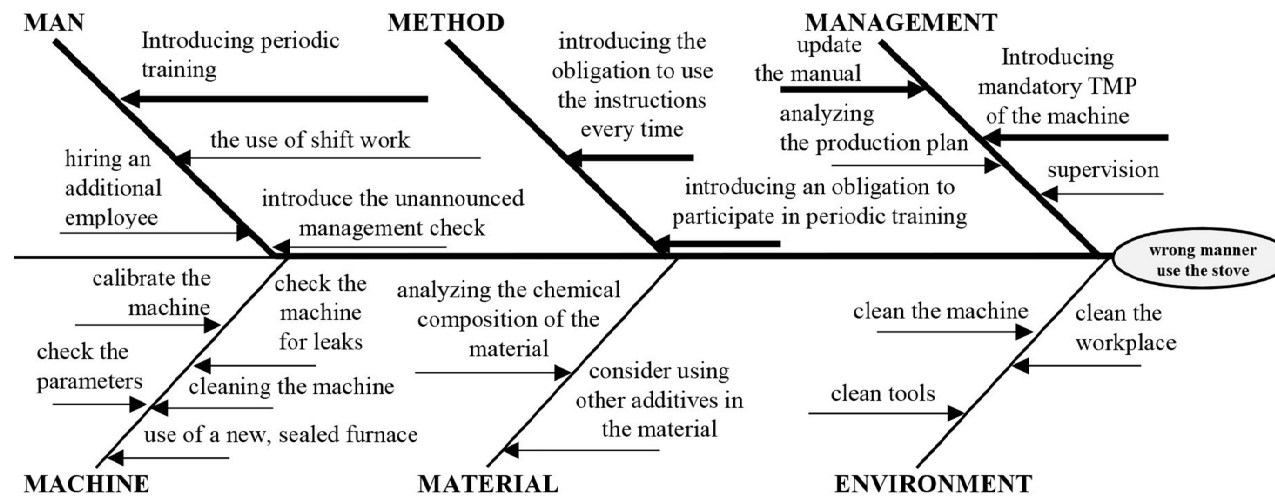 MAN
METHOD
MANAGEMENT
Introducing periodic
training
the use of shift work
hiring an
additional
employee
introduce the unannounced
management check
introducing the
obligation to use
the instructions
every time
introducing an obligation to
participate in periodic training
update
the manual
analyzing
the production plan
Introducing
mandatory TMP
of the machine
supervision
wrong manner
use the stove
calibrate the
machine
check the
machine
for leaks
check the
parameters
cleaning the machine
use of a new, sealed furnace
analyzing the chemical
composition of the
material
consider using
other additives in
the material
clean the machine
clean the
workplace
clean tools
MACHINE
MATERIAL
ENVIRONMENT